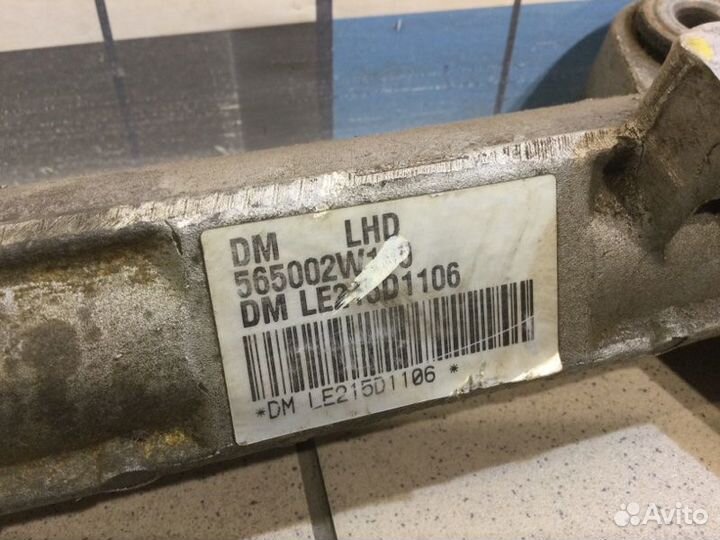 DM LHD
DM LE215D1106
*DM LE215D1106 *
Avito